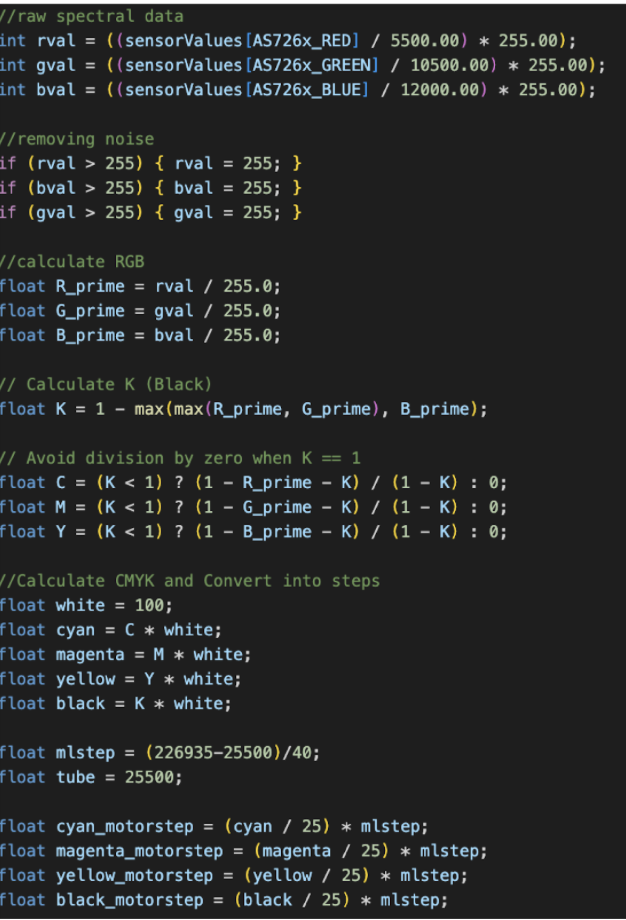 //raw spectral data
int rval = ((sensorValues[AS726x_RED] / 5500.00) * 255.00);
int gval = ((sensorValues[AS726x_GREEN] / 10500.00) * 255.00);
int bval = ((sensorValues[AS726x_BLUE] / 12000.00) * 255.00);
//removing noise
if (rval > 255) { rval = 255; }
if (bval > 255) { bval = 255; }
if (gval > 255) { gval = 255; }
//calculate RGB
float R_prime = rval / 255.0;
float G_prime = gval / 255.0;
float B_prime = bval / 255.0;
// Calculate K (Black)
float K = 1 - max(max(R_prime, G_prime), B_prime);
// Avoid division by zero when K == 1
float C = (K < 1) ? (1 - R_prime - K) / (1 - K) : 0;
float M = (K < 1) ? (1 - G_prime - K) / (1 - K) : 0;
float Y = (K < 1) ? (1 - B_prime - K) / (1 - K) : 0;
//Calculate CMYK and Convert into steps
float white = 100;
float cyan = C * white;
float magenta = M * white;
float yellow = Y * white;
float black = K * white;
float mlstep = (226935-25500)/40;
float tube = 25500;
float cyan_motorstep = (cyan / 25) * mlstep;
float magenta_motorstep = (magenta / 25) * mlstep;
float yellow_motorstep = (yellow / 25) * mlstep;
float black_motorstep = (black / 25) * mlstep;